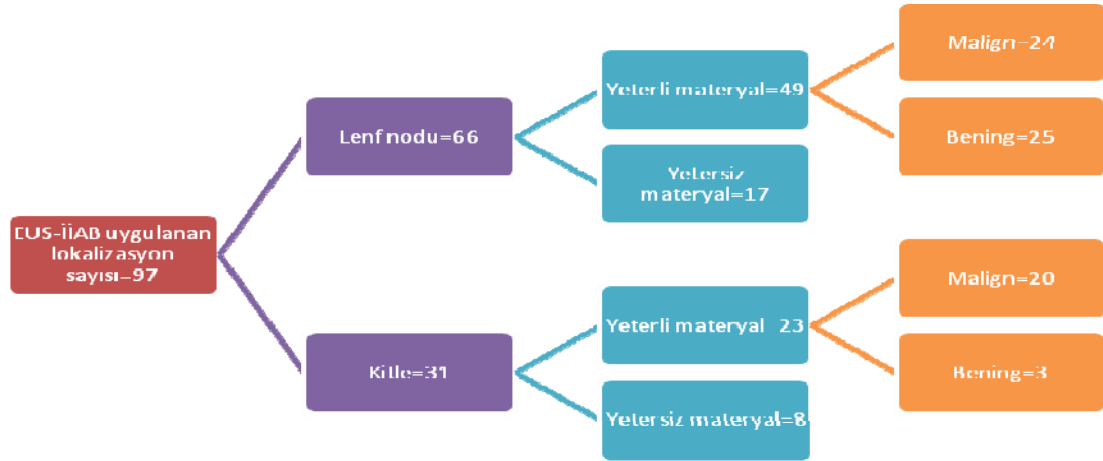 EUS-İİAB uygulanan
lokalizasyon
sayısı=97
Lenf nodu=66
Yeterli materyal=49
Malign=24
Bening=25
Yetersiz
materyal=17
Kitle=31
Yeterli materyal 23
Malign=20
Bening=3
Yetersiz materyal=8